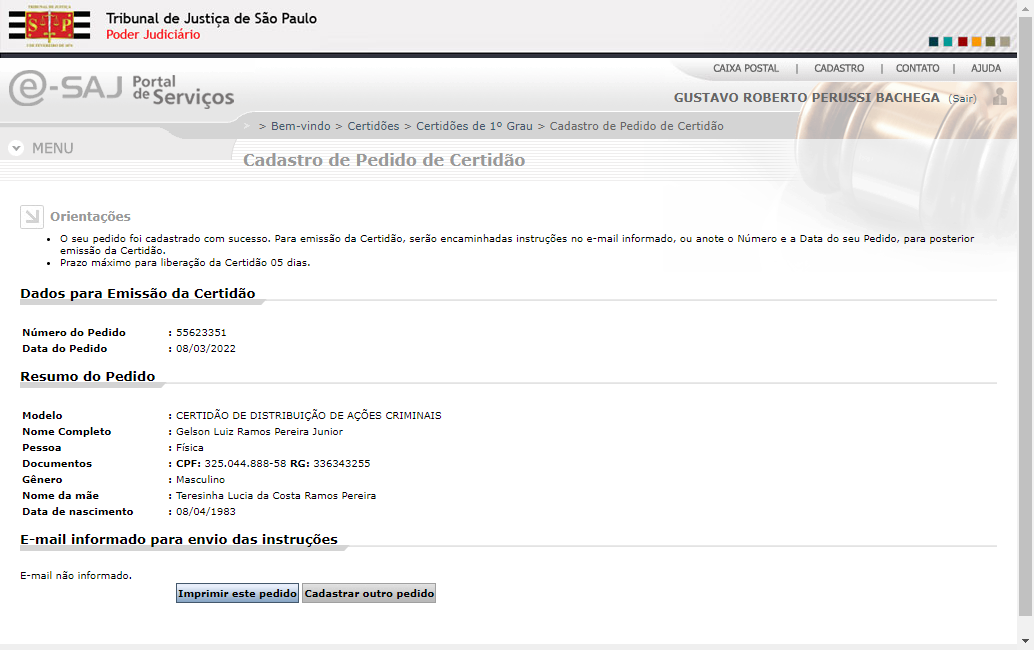 Tribunal de Justiça de São Paulo
Poder Judiciário
CAIXA POSTAL | CADASTRO | CONTATO | AJUDA
e-SAJ Portal de Serviços
GUSTAVO ROBERTO PERUSSI BACHEGA (Sair)
> Bem-vindo > Certidões > Certidões de 1º Grau > Cadastro de Pedido de Certidão
MENU
Cadastro de Pedido de Certidão
Orientações
• O seu pedido foi cadastrado com sucesso. Para emissão da Certidão, serão encaminhadas instruções no e-mail informado, ou anote o Número e a Data do seu Pedido, para posterior
emissão da Certidão.
• Prazo máximo para liberação da Certidão 05 dias.
Dados para Emissão da Certidão
Número do Pedido : 55623351
Data do Pedido : 08/03/2022
Resumo do Pedido
Modelo : CERTIDÃO DE DISTRIBUIÇÃO DE AÇÕES CRIMINAIS
Nome Completo : Gelson Luiz Ramos Pereira Junior
Pessoa : Física
Documentos : CPF: 325.044.888-58 RG: 336343255
Gênero : Masculino
Nome da mãe : Teresinha Lucia da Costa Ramos Pereira
Data de nascimento : 08/04/1983
E-mail informado para envio das instruções
E-mail não informado.
Imprimir este pedido Cadastrar outro pedido